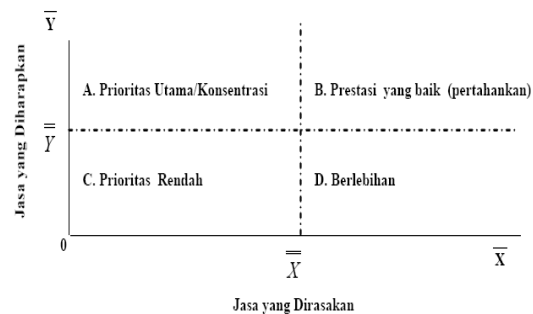 Y̅
A. Prioritas Utama/Konsentrasi
B. Prestasi yang baik (pertahankan)
Jasa yang Diharapkan
Y̿
C. Prioritas Rendah
D. Berlebihan
0
X̿
X̅
Jasa yang Dirasakan